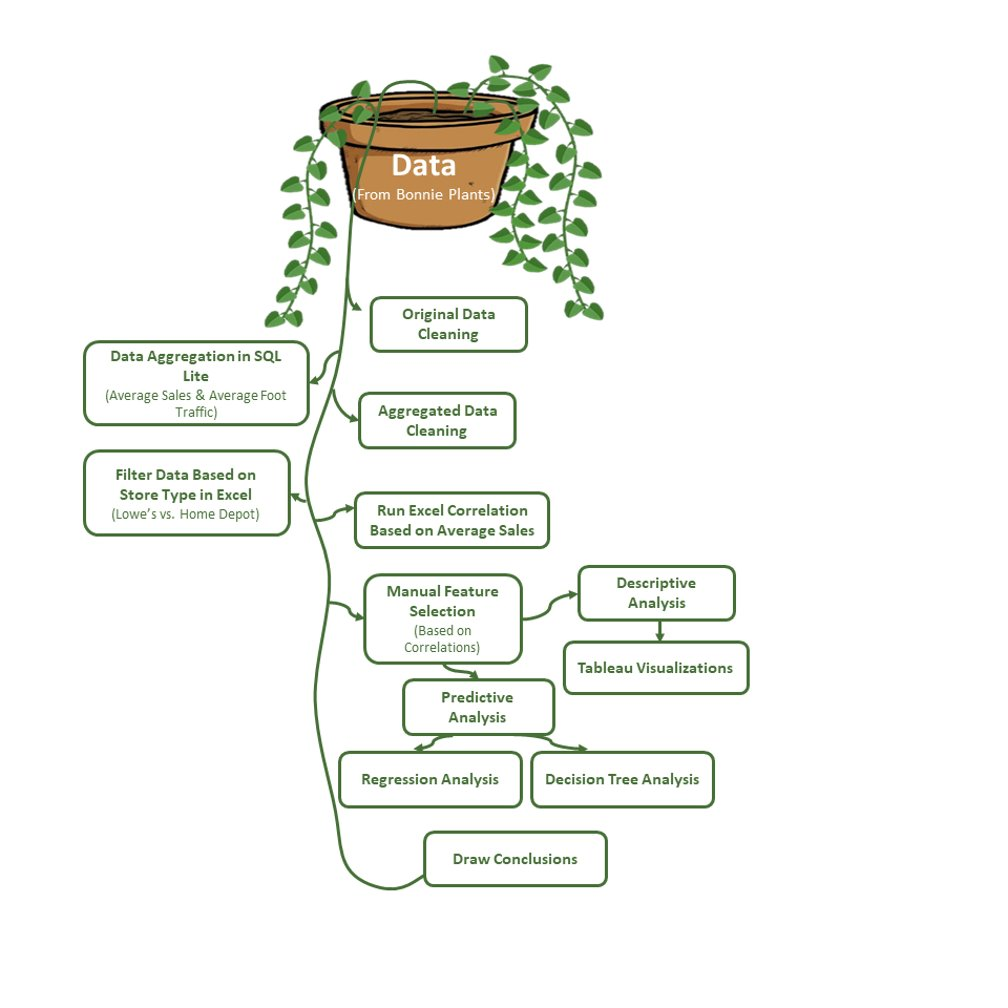 Data
(From Bonnie Plants)
Original Data
Cleaning
Data Aggregation in SQL
Lite
(Average Sales & Average Foot
Traffic)
Aggregated Data
Cleaning
Filter Data Based on
Store Type in Excel
(Lowe's vs. Home Depot)
Run Excel Correlation
Based on Average Sales
Manual Feature
Selection
(Based on
Correlations)
Descriptive
Analysis
Tableau Visualizations
Predictive
Analysis
Regression Analysis
Decision Tree Analysis
Draw Conclusions